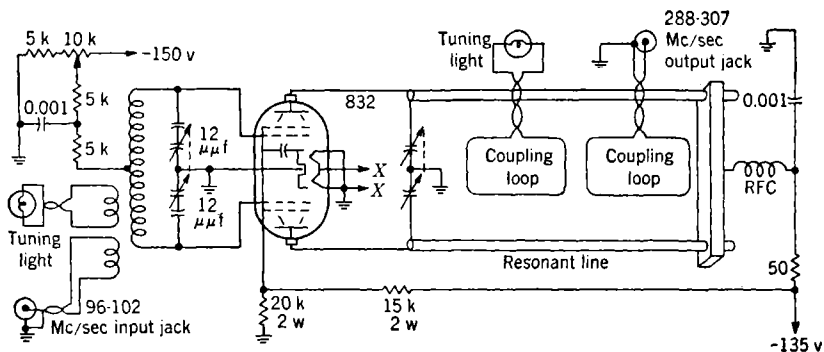 5 k 10 k
-150 v
5 k
0.001
5 k
Tuning
light
96-102
Mc/sec input jack
12
μμf
12
μμf
832
X
X
20 k
2 w
15 k
2 w
Tuning
light
Coupling
loop
288-307
Mc/sec
output jack
Coupling
loop
Resonant line
0.001
RFC
50
-135 v